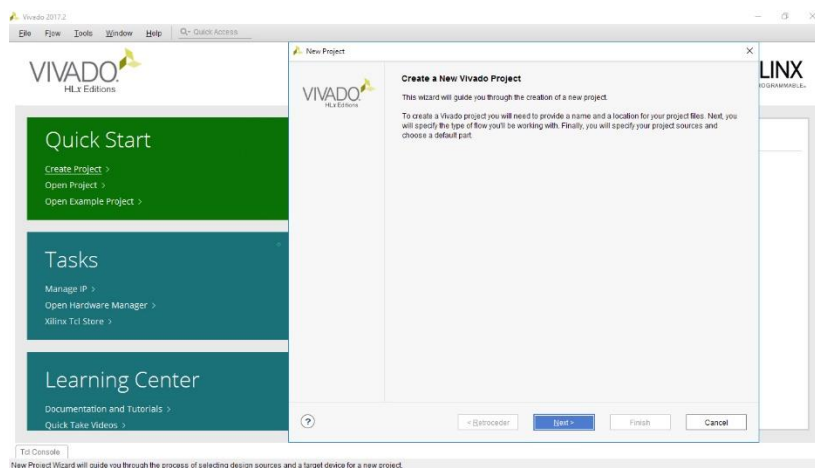 Vivado 2017.2
File Flow Tools Window Help Q- Quick Access
VIVADO
HLx Editions
Quick Start
Create Project >
Open Project >
Open Example Project >
Tasks
Manage IP >
Open Hardware Manager >
Xilinx Tcl Store >
Learning Center
Documentation and Tutorials >
Quick Take Videos >
New Project
VIVADO
HLx Editions
Create a New Vivado Project
This wizard will guide you through the creation of a new project.
To create a Vivado project you will need to provide a name and a location for your project files. Next, you
will specify the type of flow you'll be working with. Finally, you will specify your project sources and
choose a default part.
? < Retroceder Next > Finish Cancel
LINX
OGRAMMABLE.
Tcl Console
New Project Wizard will guide you through the process of selecting design sources and a target device for a new project.